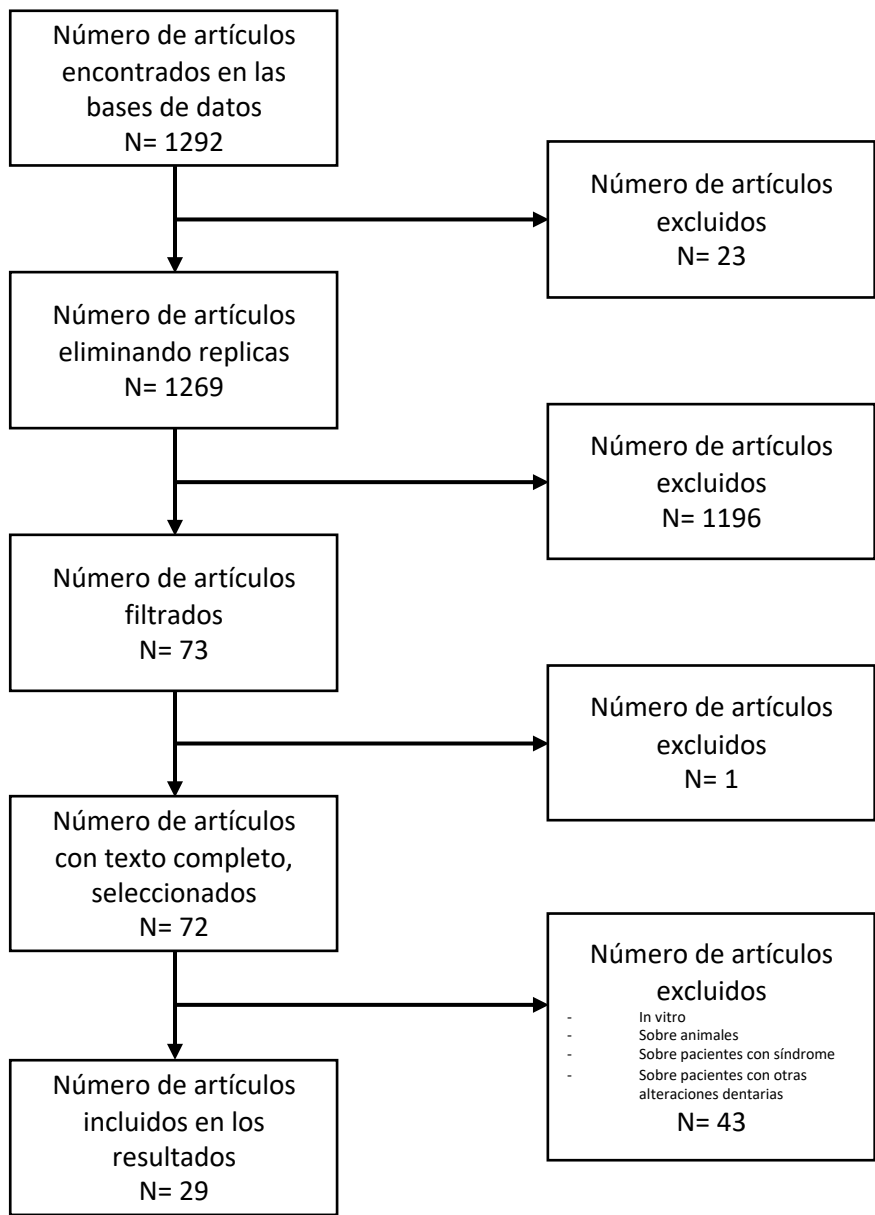 Número de artículos
encontrados en las
bases de datos
N= 1292
Número de artículos
excluidos
N= 23
Número de artículos
eliminando replicas
N= 1269
Número de artículos
excluidos
N= 1196
Número de artículos
filtrados
N= 73
Número de artículos
excluidos
N= 1
Número de artículos
con texto completo,
seleccionados
N= 72
Número de artículos
excluidos
- In vitro
- Sobre animales
- Sobre pacientes con síndrome
- Sobre pacientes con otras
alteraciones dentarias
N= 43
Número de artículos
incluidos en los
resultados
N= 29